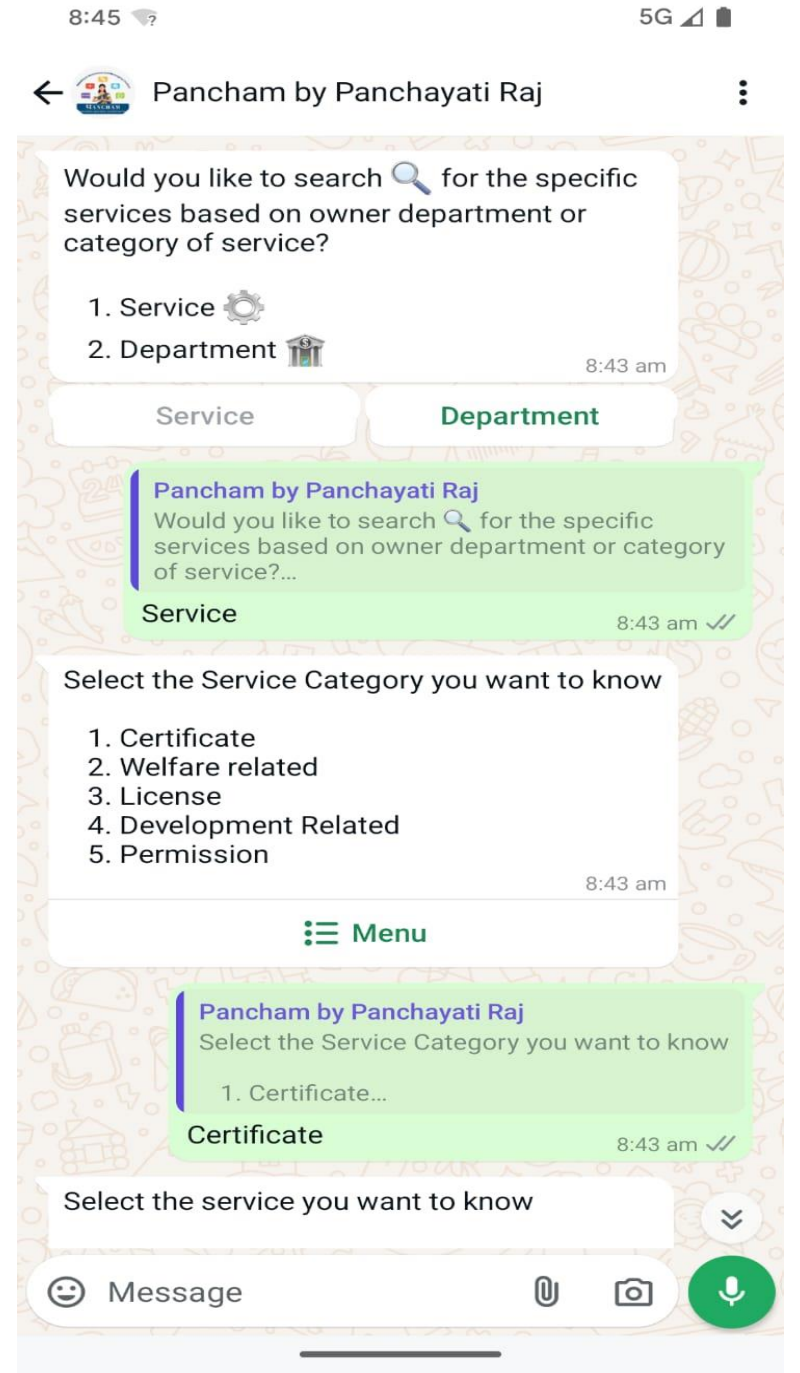 8:45
5G
Pancham by Panchayati Raj
Would you like to search 🔍 for the specific
services based on owner department or
category of service?
1. Service ⚙️
2. Department 🏦
8:43 am
Service
Department
Pancham by Panchayati Raj
Would you like to search 🔍 for the specific
services based on owner department or category
of service?...
Service
8:43 am
Select the Service Category you want to know
1. Certificate
2. Welfare related
3. License
4. Development Related
5. Permission
8:43 am
Menu
Pancham by Panchayati Raj
Select the Service Category you want to know
1. Certificate...
Certificate
8:43 am
Select the service you want to know
Message